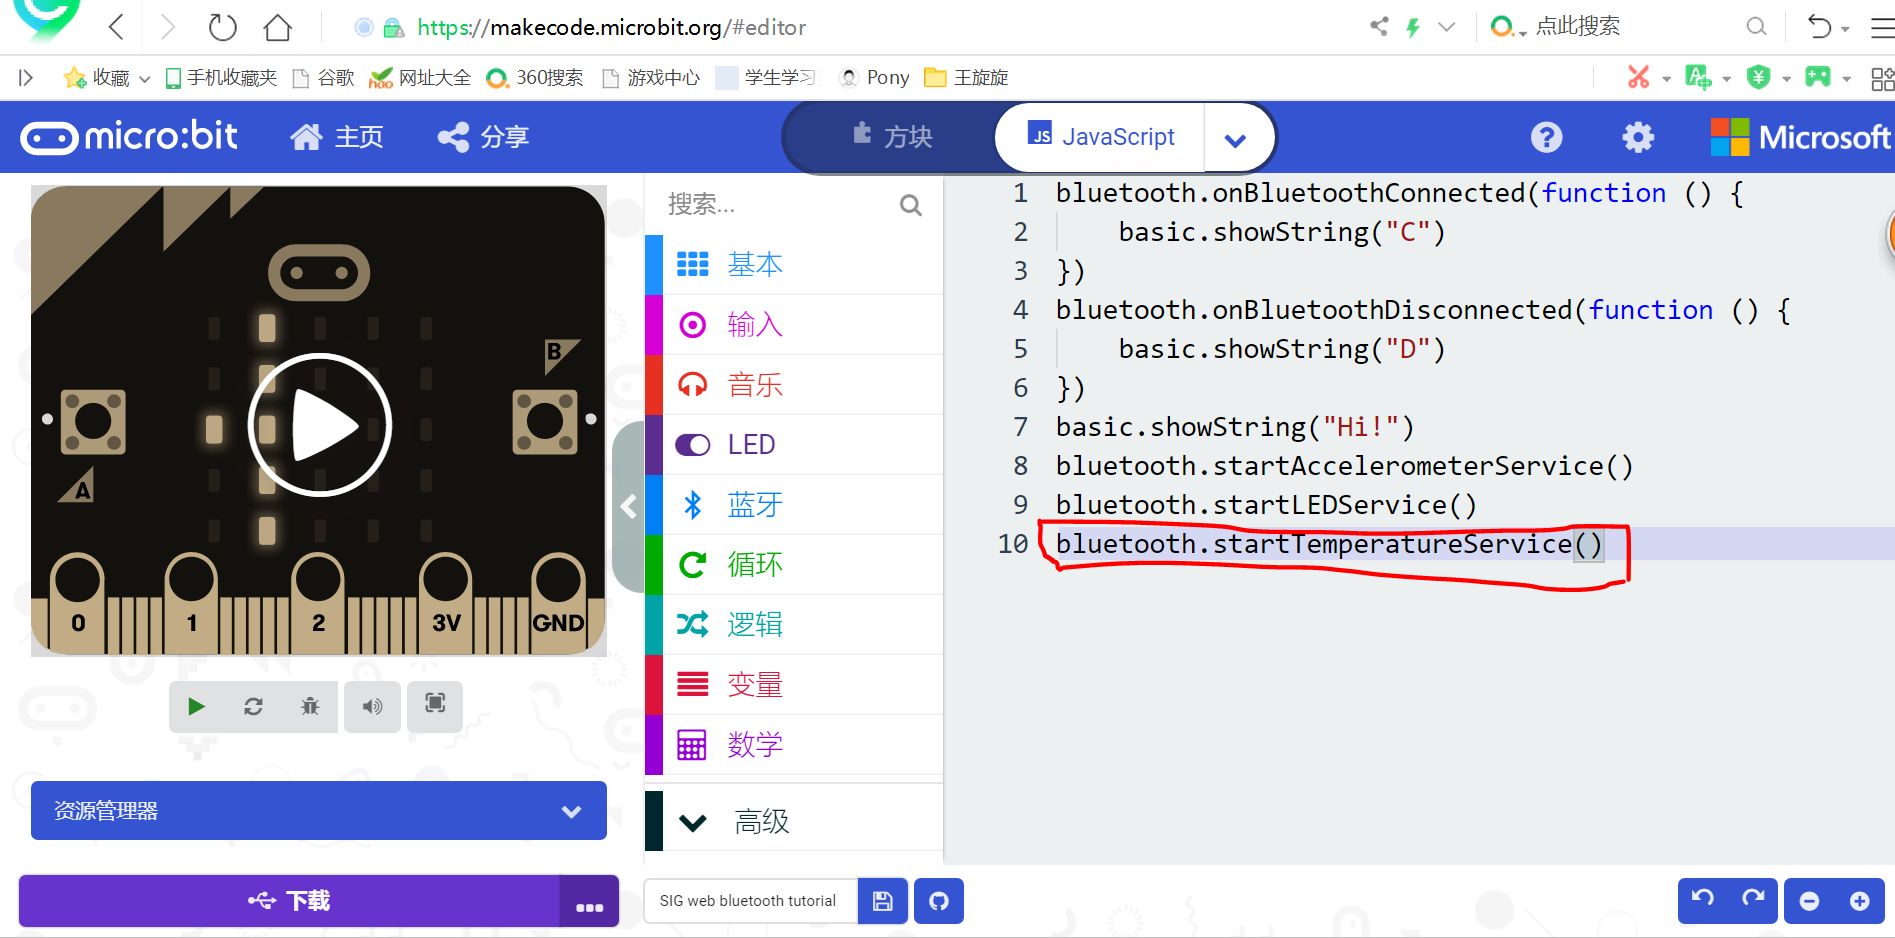 https://makecode.microbit.org/#editor
点此搜索
收藏 手机收藏夹 谷歌 hao 网址大全 360搜索 游戏中心 学生学习 Pony 王旋旋
micro:bit 主页 分享 方块 JS JavaScript ? Microsoft
搜索...
基本
输入
音乐
LED
蓝牙
循环
逻辑
变量
数学
高级
B
A
0 1 2 3V GND
资源管理器
下载 ...
1 bluetooth.onBluetoothConnected(function () {
2 basic.showString("C")
3 })
4 bluetooth.onBluetoothDisconnected(function () {
5 basic.showString("D")
6 })
7 basic.showString("Hi!")
8 bluetooth.startAccelerometerService()
9 bluetooth.startLEDService()
10 bluetooth.startTemperatureService()
SIG web bluetooth tutorial